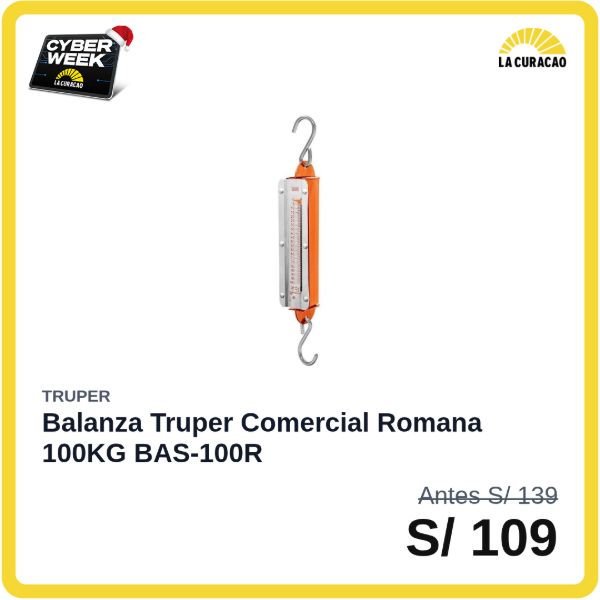 CYBER
WEEK
LA CURACAO
LA CURACAO
TRUPER
Balanza Truper Comercial Romana
100KG BAS-100R
Antes S/ 139
S/ 109